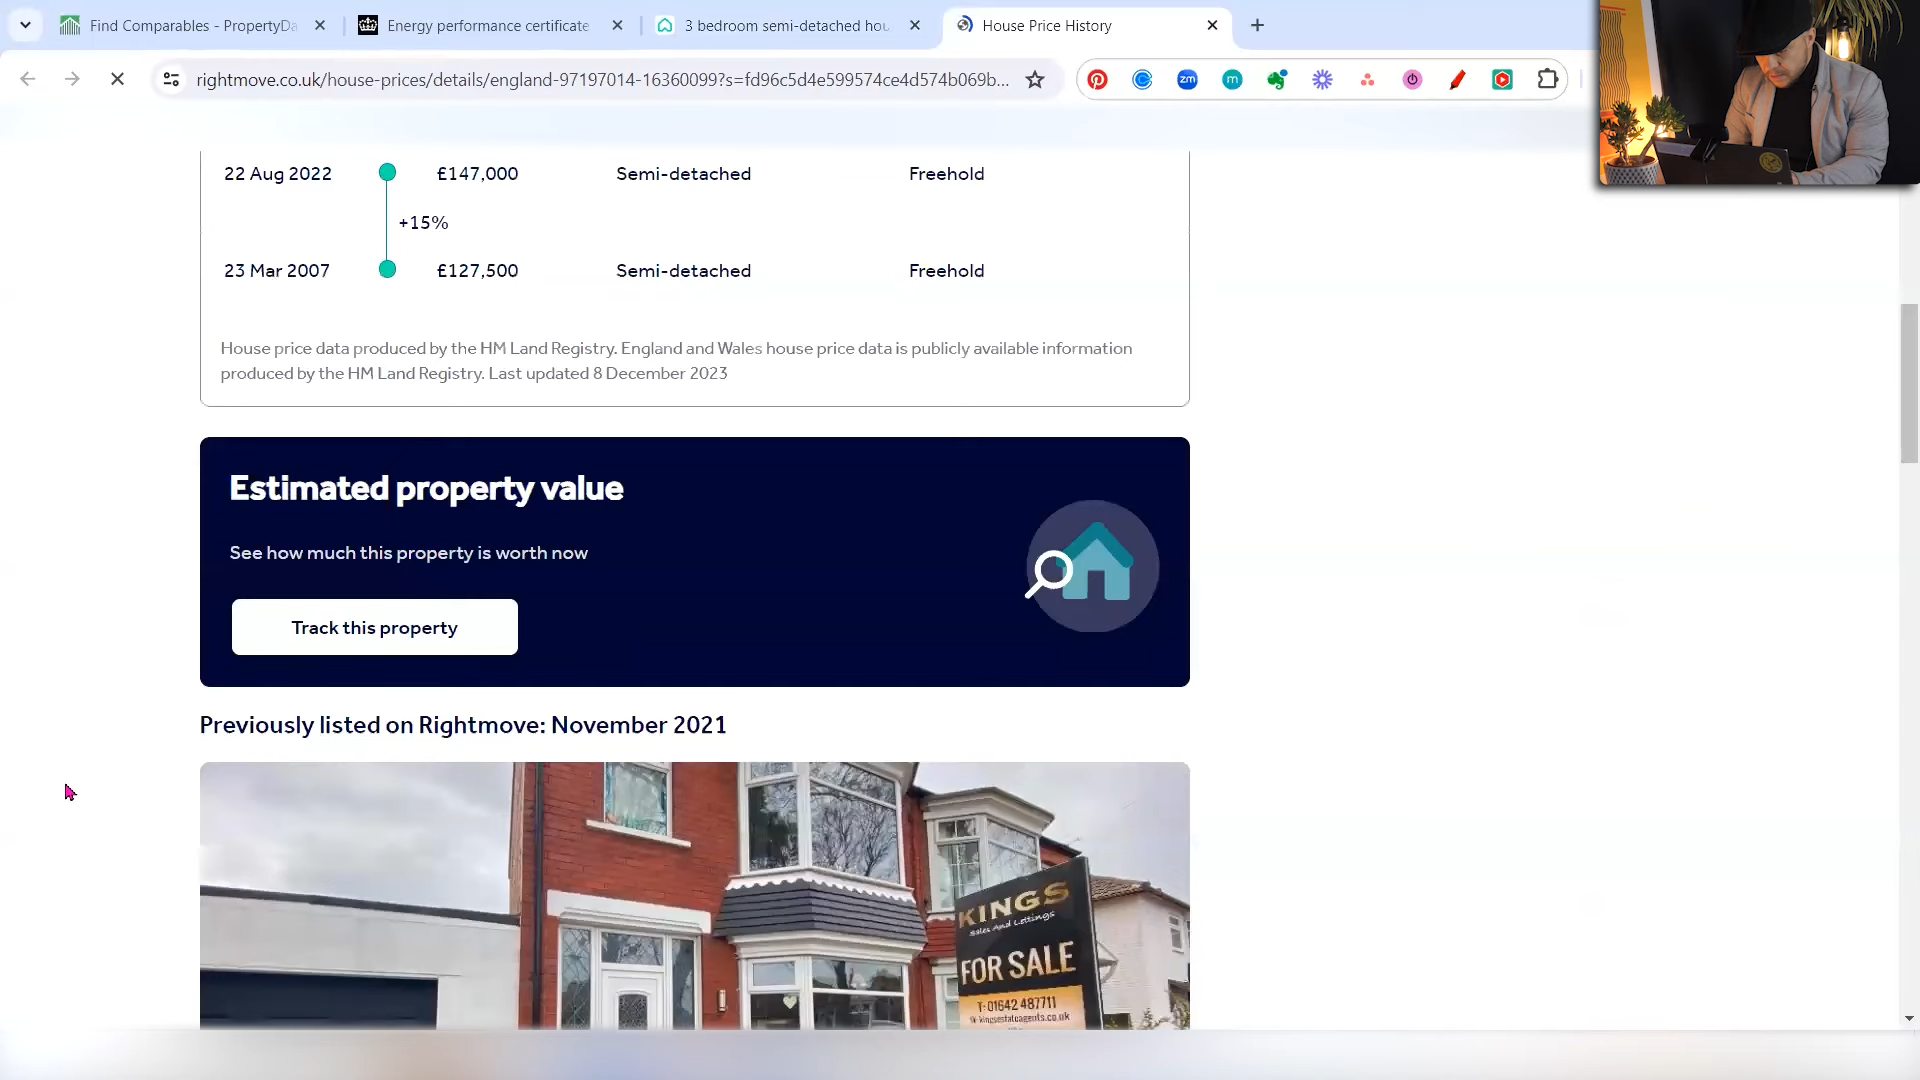 Find Comparables - PropertyDa
Energy performance certificate
3 bedroom semi-detached hou
House Price History
rightmove.co.uk/house-prices/details/england-97197014-16360099?s=fd96c5d4e599574ce4d574b069b...
zm
m
22 Aug 2022 £147,000 Semi-detached Freehold
+15%
23 Mar 2007 £127,500 Semi-detached Freehold
House price data produced by the HM Land Registry. England and Wales house price data is publicly available information
produced by the HM Land Registry. Last updated 8 December 2023
Estimated property value
See how much this property is worth now
Track this property
Previously listed on Rightmove: November 2021
KINGS
Sales And Lettings
FOR SALE
T: 01642 487711
kingsestateagents.co.uk